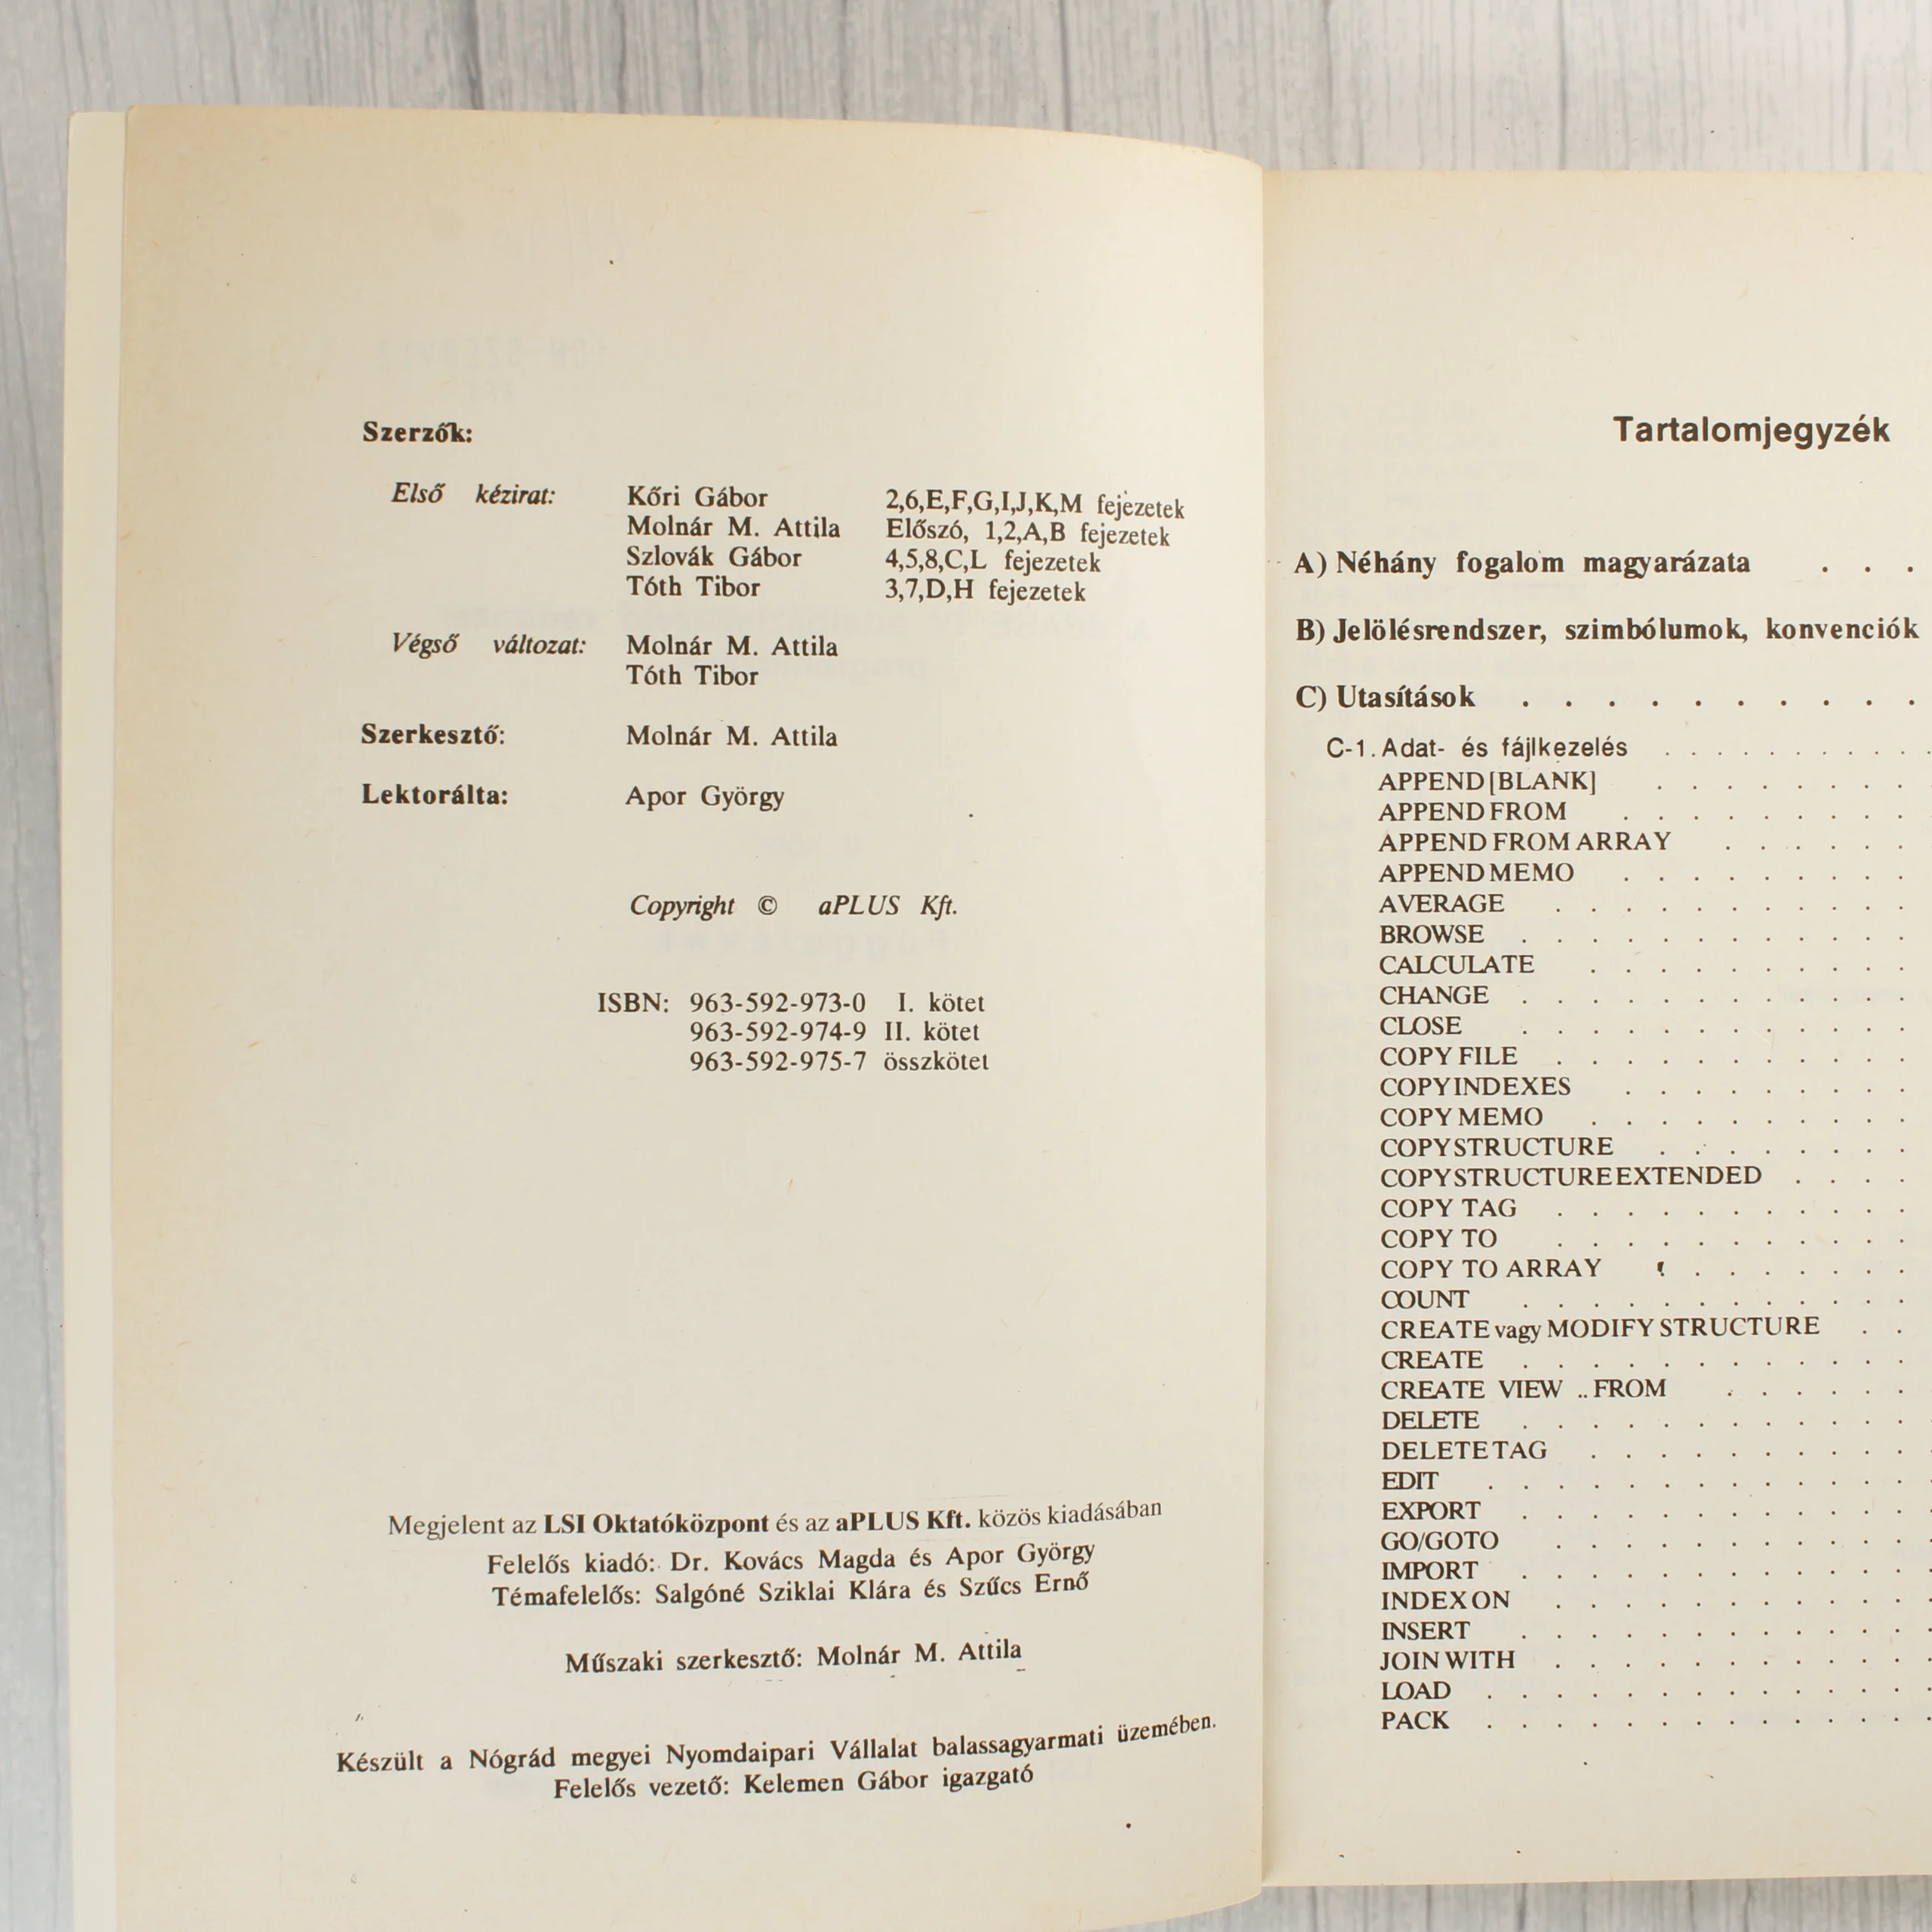 Szerzők:
Első kézirat: Kőri Gábor 2,6,E,F,G,I,J,K,M fejezetek
Molnár M. Attila Előszó, 1,2,A,B fejezetek
Szlovák Gábor 4,5,8,C,L fejezetek
Tóth Tibor 3,7,D,H fejezetek
Végső változat: Molnár M. Attila
Tóth Tibor
Szerkesztő: Molnár M. Attila
Lektorálta: Apor György
Copyright © aPLUS Kft.
ISBN: 963-592-973-0 I. kötet
963-592-974-9 II. kötet
963-592-975-7 összkötet
Megjelent az LSI Oktatóközpont és az aPLUS Kft. közös kiadásában
Felelős kiadó: Dr. Kovács Magda és Apor György
Témafelelős: Salgóné Sziklai Klára és Szűcs Ernő
Műszaki szerkesztő: Molnár M. Attila
Készült a Nógrád megyei Nyomdaipari Vállalat balassagyarmati üzemében.
Felelős vezető: Kelemen Gábor igazgató
Tartalomjegyzék
A) Néhány fogalom magyarázata . . .
B) Jelölésrendszer, szimbólumok, konvenciók
C) Utasítások . . . . . . . . . .
C-1. Adat- és fájlkezelés . . . . . . . . . .
APPEND [BLANK] . . . . . . . .
APPEND FROM . . . . . . . . .
APPEND FROM ARRAY . . . . . .
APPEND MEMO . . . . . . . . .
AVERAGE . . . . . . . . . . .
BROWSE . . . . . . . . . . . .
CALCULATE . . . . . . . . . .
CHANGE . . . . . . . . . . . .
CLOSE . . . . . . . . . . . .
COPY FILE . . . . . . . . . . .
COPY INDEXES . . . . . . . . .
COPY MEMO . . . . . . . . . .
COPY STRUCTURE . . . . . . . .
COPY STRUCTURE EXTENDED . . . .
COPY TAG . . . . . . . . . . .
COPY TO . . . . . . . . . . .
COPY TO ARRAY . . . . . . . .
COUNT . . . . . . . . . . . .
CREATE vagy MODIFY STRUCTURE . .
CREATE . . . . . . . . . . . .
CREATE VIEW .. FROM . . . . . .
DELETE . . . . . . . . . . . .
DELETE TAG . . . . . . . . . .
EDIT . . . . . . . . . . . . .
EXPORT . . . . . . . . . . . .
GO/GOTO . . . . . . . . . . .
IMPORT . . . . . . . . . . . .
INDEX ON . . . . . . . . . . .
INSERT . . . . . . . . . . . .
JOIN WITH . . . . . . . . . . .
LOAD . . . . . . . . . . . . .
PACK . . . . . . . . . . . . .